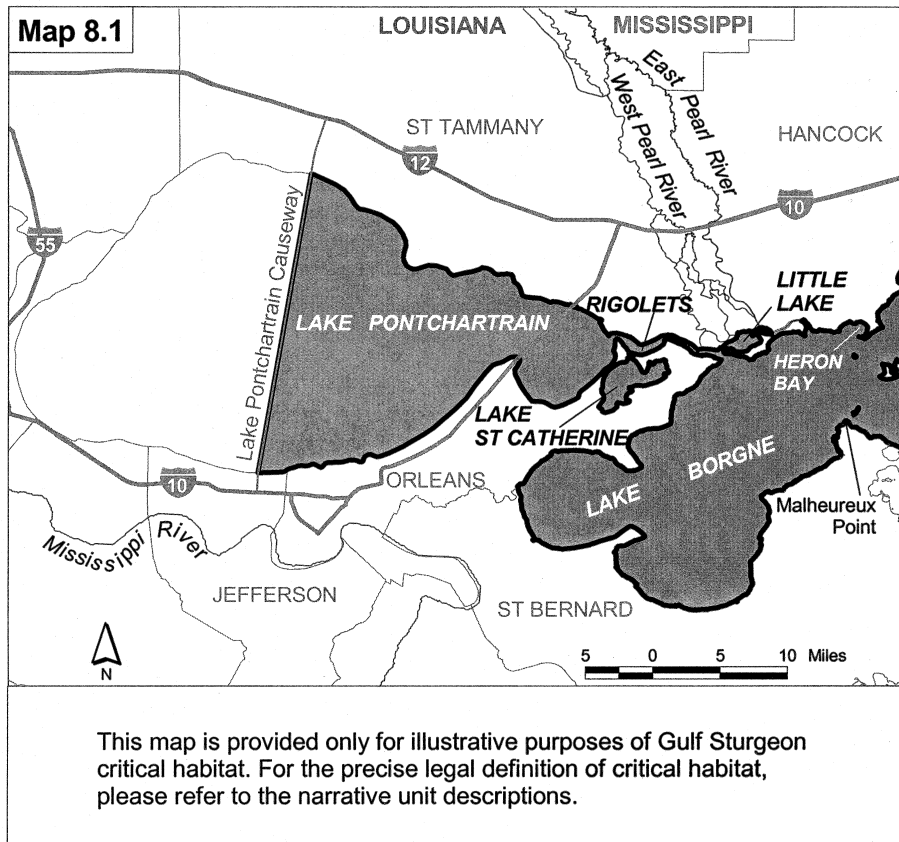 Map 8.1
LOUISIANA
MISSISSIPPI
East Pearl River
West Pearl River
ST TAMMANY
HANCOCK
12
10
55
Lake Pontchartrain Causeway
LITTLE
LAKE
RIGOLETS
LAKE PONTCHARTRAIN
HERON
BAY
LAKE
ST CATHERINE
LAKE BORGNE
ORLEANS
10
Malheureux
Point
Mississippi River
JEFFERSON
ST BERNARD
N
5 0 5 10 Miles
This map is provided only for illustrative purposes of Gulf Sturgeon
critical habitat. For the precise legal definition of critical habitat,
please refer to the narrative unit descriptions.